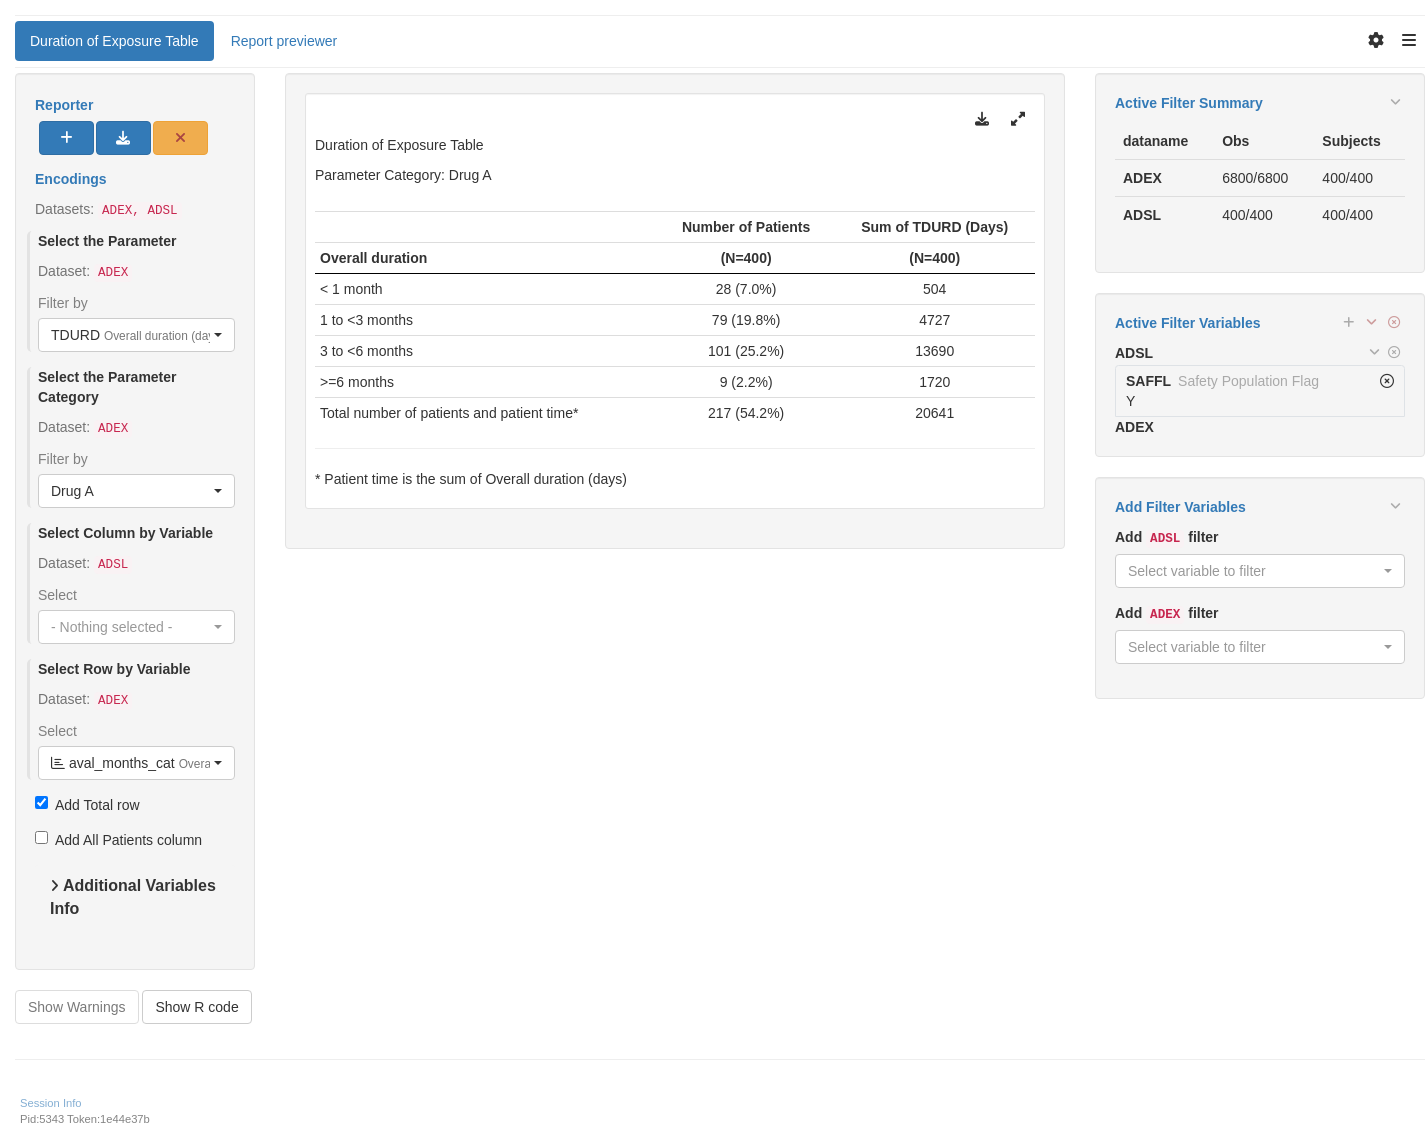 Duration of Exposure Table
Report previewer
Reporter
Encodings
Datasets: ADEX, ADSL
Select the Parameter
Dataset: ADEX
Filter by
TDURD Overall duration (day
Select the Parameter
Category
Dataset: ADEX
Filter by
Drug A
Select Column by Variable
Dataset: ADSL
Select
- Nothing selected -
Select Row by Variable
Dataset: ADEX
Select
aval_months_cat Overa
Add Total row
Add All Patients column
Additional Variables
Info
Show Warnings Show R code
Duration of Exposure Table
Parameter Category: Drug A
Number of Patients Sum of TDURD (Days)
Overall duration (N=400) (N=400)
< 1 month 28 (7.0%) 504
1 to <3 months 79 (19.8%) 4727
3 to <6 months 101 (25.2%) 13690
>=6 months 9 (2.2%) 1720
Total number of patients and patient time* 217 (54.2%) 20641
* Patient time is the sum of Overall duration (days)
Active Filter Summary
dataname Obs Subjects
ADEX 6800/6800 400/400
ADSL 400/400 400/400
Active Filter Variables
ADSL
SAFFL Safety Population Flag
Y
ADEX
Add Filter Variables
Add ADSL filter
Select variable to filter
Add ADEX filter
Select variable to filter
Session Info
Pid:5343 Token:1e44e37b